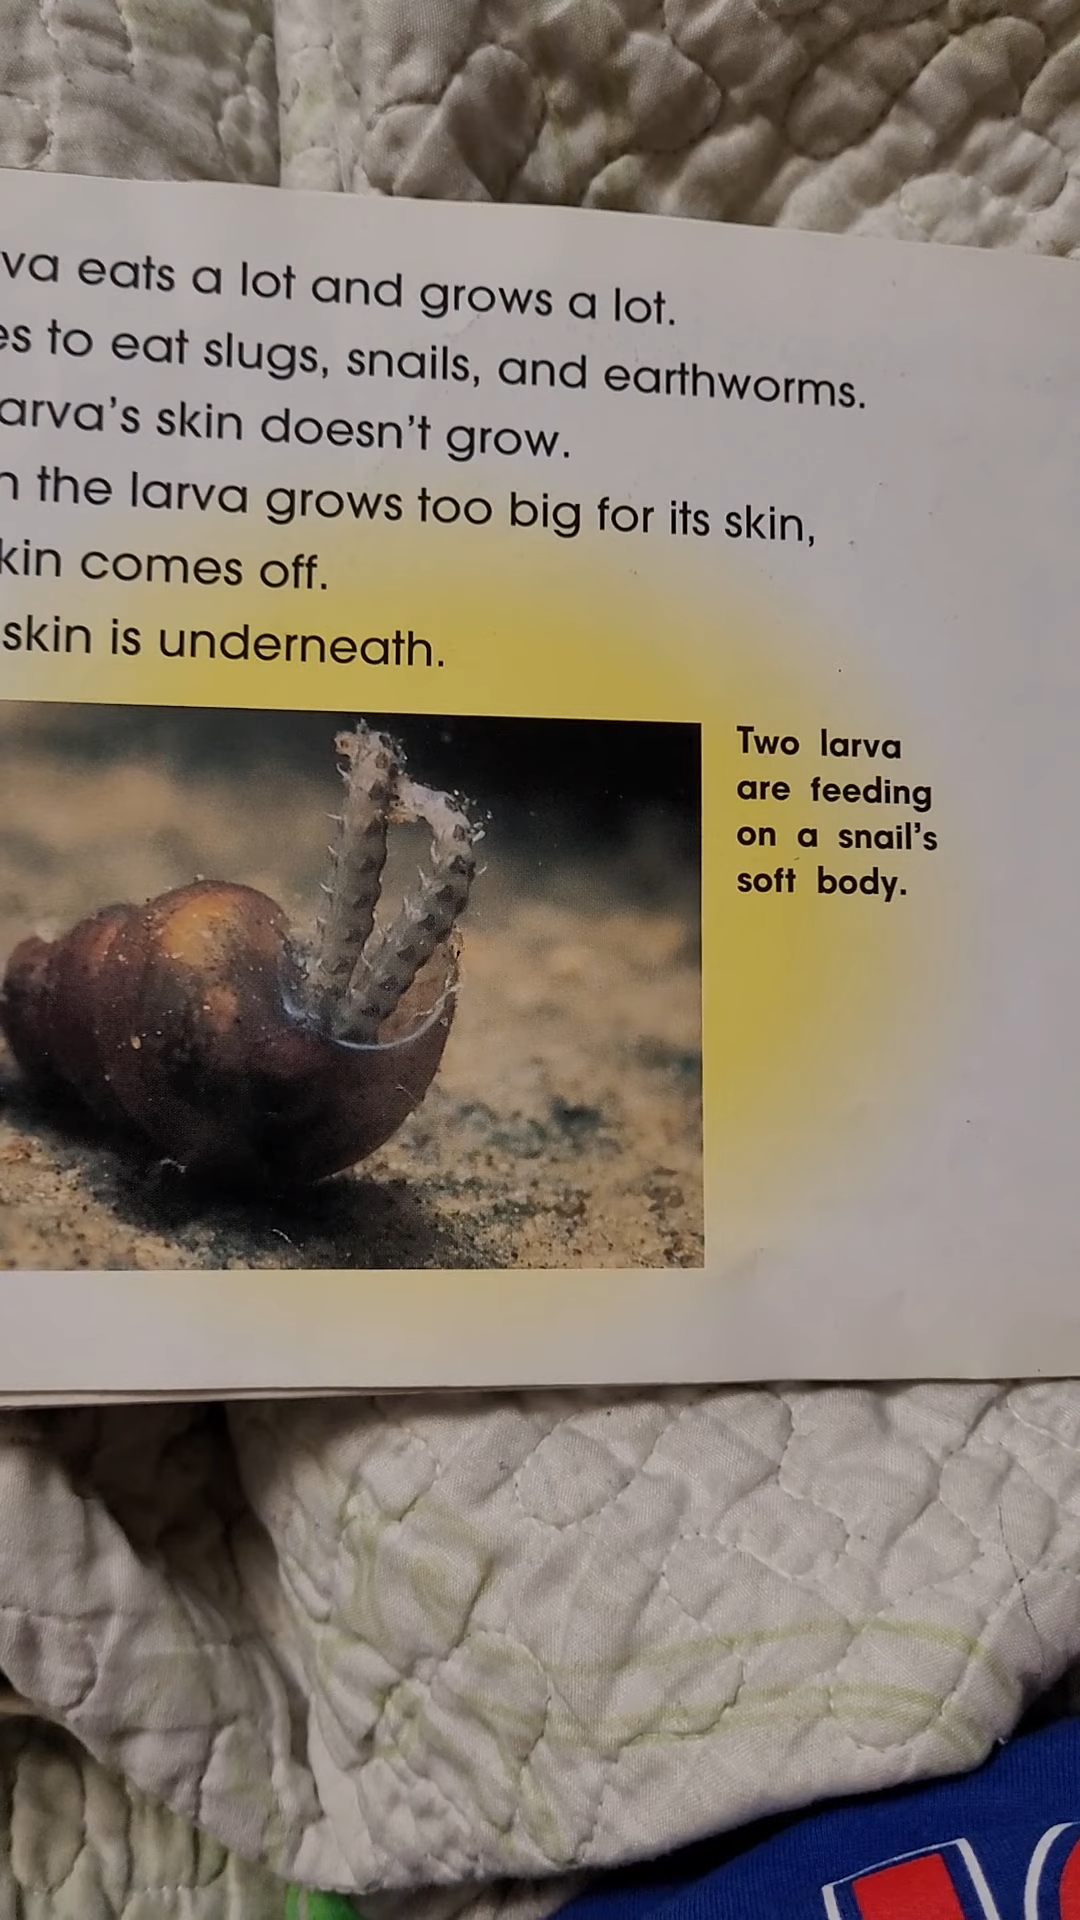 va eats a lot and grows a lot.
es to eat slugs, snails, and earthworms.
arva's skin doesn't grow.
n the larva grows too big for its skin,
kin comes off.
skin is underneath.
Two larva
are feeding
on a snail's
soft body.